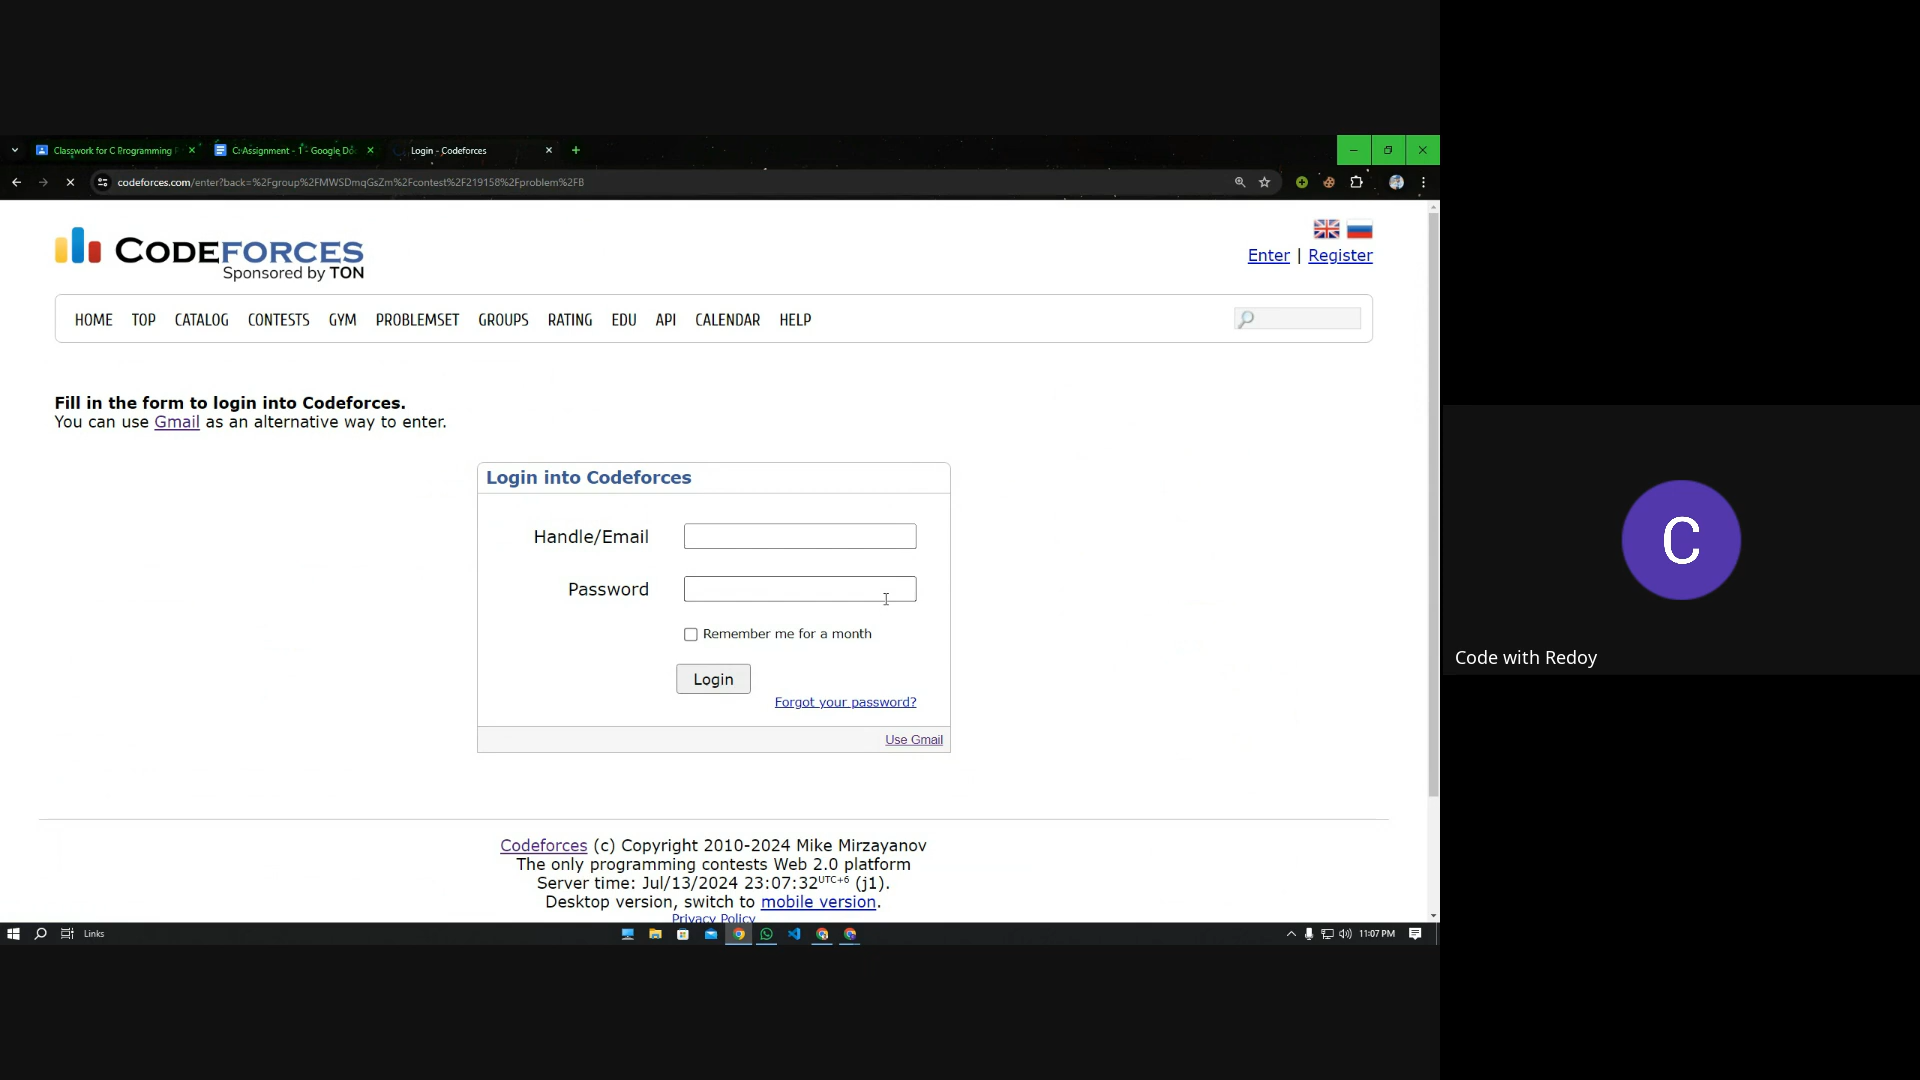 Classwork for C Programming
C Assignment - 1 - Google Do
Login - Codeforces
codeforces.com/enter?back=%2Fgroup%2FMWSDmqGsZm%2Fcontest%2F219158%2Fproblem%2FB
CODEFORCES
Sponsored by TON
Enter | Register
HOME TOP CATALOG CONTESTS GYM PROBLEMSET GROUPS RATING EDU API CALENDAR HELP
Fill in the form to login into Codeforces.
You can use Gmail as an alternative way to enter.
Login into Codeforces
Handle/Email
Password
Remember me for a month
Login
Forgot your password?
Use Gmail
C
Code with Redoy
Codeforces (c) Copyright 2010-2024 Mike Mirzayanov
The only programming contests Web 2.0 platform
Server time: Jul/13/2024 23:07:32UTC+6 (j1).
Desktop version, switch to mobile version.
Privacy Policy
Links
11:07 PM